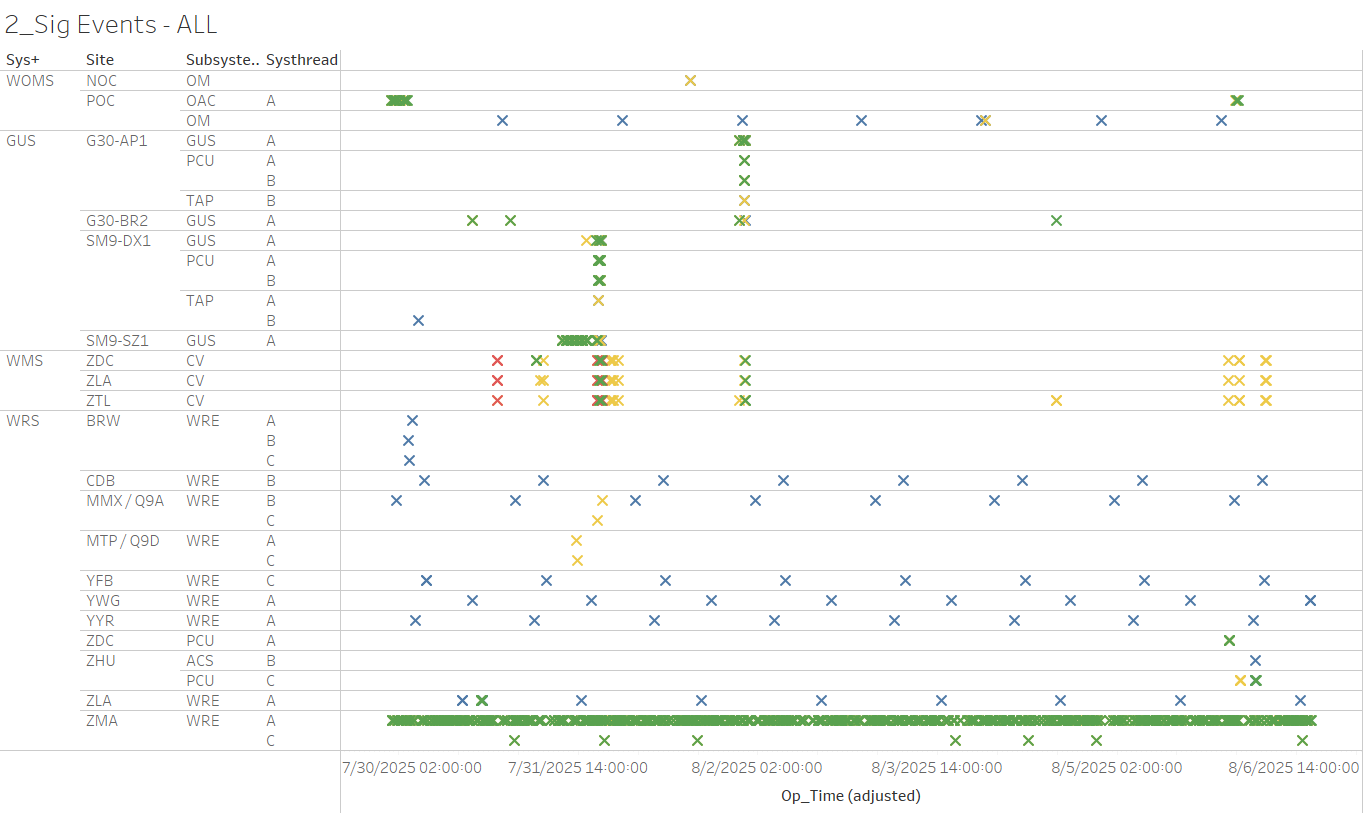 2_Sig Events - ALL
Sys+ Site Subsyste.. Systhread
WOMS NOC OM
POC OAC A
OM
GUS G30-AP1 GUS A
PCU A
B
TAP B
G30-BR2 GUS A
SM9-DX1 GUS A
PCU A
B
TAP A
B
SM9-SZ1 GUS A
WMS ZDC CV
ZLA CV
ZTL CV
WRS BRW WRE A
B
C
CDB WRE B
MMX / Q9A WRE B
C
MTP / Q9D WRE A
C
YFB WRE C
YWG WRE A
YYR WRE A
ZDC PCU A
ZHU ACS B
PCU C
ZLA WRE A
ZMA WRE A
C
7/30/2025 02:00:00 7/31/2025 14:00:00 8/2/2025 02:00:00 8/3/2025 14:00:00 8/5/2025 02:00:00 8/6/2025 14:00:00
Op_Time (adjusted)